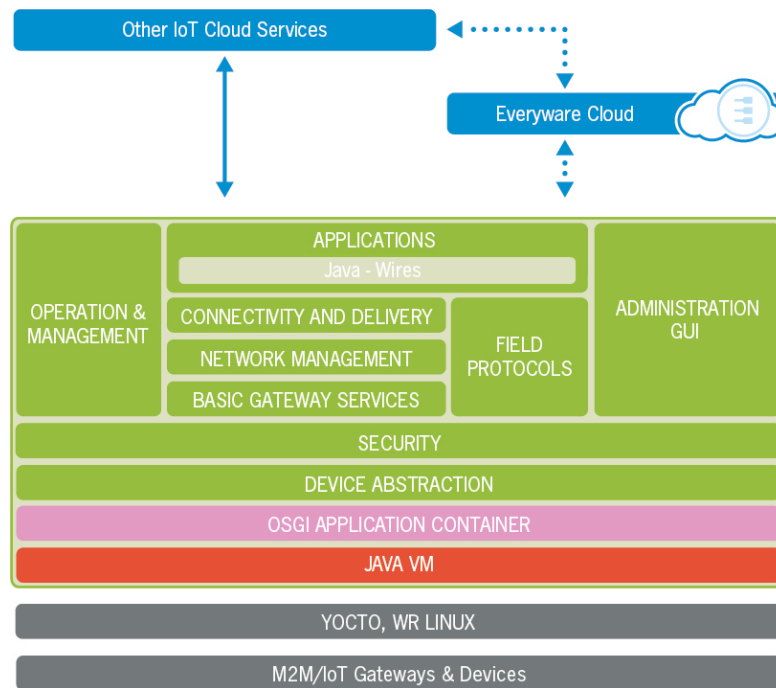 Other IoT Cloud Services
Everyware Cloud
APPLICATIONS
Java - Wires
OPERATION &
MANAGEMENT
CONNECTIVITY AND DELIVERY
NETWORK MANAGEMENT
BASIC GATEWAY SERVICES
FIELD
PROTOCOLS
ADMINISTRATION
GUI
SECURITY
DEVICE ABSTRACTION
OSGI APPLICATION CONTAINER
JAVA VM
YOCTO, WR LINUX
M2M/IoT Gateways & Devices